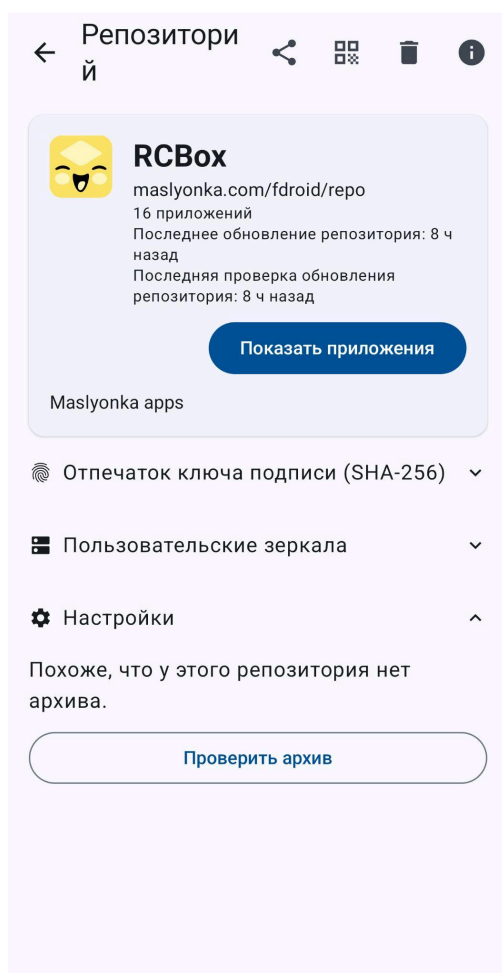 Репозитори
й
RCBox
maslyonka.com/fdroid/repo
16 приложений
Последнее обновление репозитория: 8 ч
назад
Последняя проверка обновления
репозитория: 8 ч назад
Показать приложения
Maslyonka apps
Отпечаток ключа подписи (SHA-256)
Пользовательские зеркала
Настройки
Похоже, что у этого репозитория нет
архива.
Проверить архив